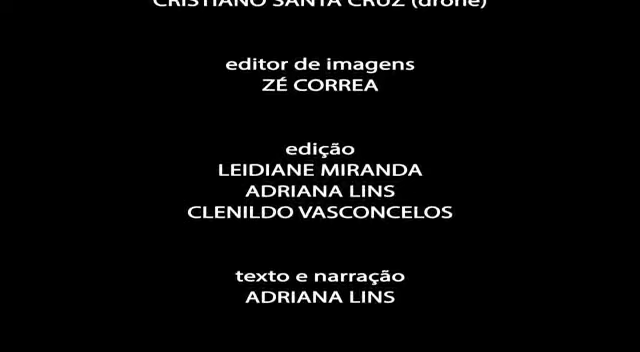 CRISTIANO SANTA CRUZ (drone)
editor de imagens
ZÉ CORREA
edição
LEIDIANE MIRANDA
ADRIANA LINS
CLENILDO VASCONCELOS
texto e narração
ADRIANA LINS